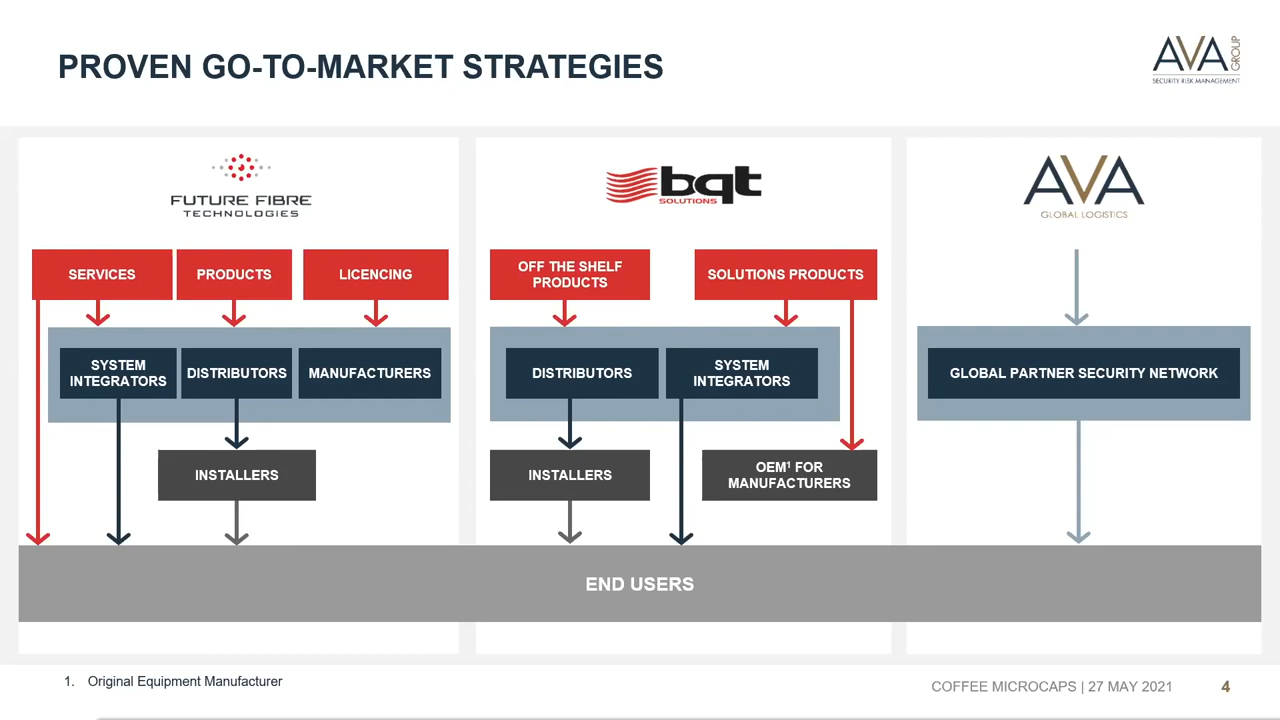 PROVEN GO-TO-MARKET STRATEGIES
AVA GROUP
SECURITY RISK MANAGEMENT
FUTURE FIBRE
TECHNOLOGIES
SERVICES
PRODUCTS
LICENCING
SYSTEM
INTEGRATORS
DISTRIBUTORS
MANUFACTURERS
INSTALLERS
bqt
SOLUTIONS
OFF THE SHELF
PRODUCTS
SOLUTIONS PRODUCTS
DISTRIBUTORS
SYSTEM
INTEGRATORS
INSTALLERS
OEM¹ FOR
MANUFACTURERS
AVA
GLOBAL LOGISTICS
GLOBAL PARTNER SECURITY NETWORK
END USERS
1. Original Equipment Manufacturer
COFFEE MICROCAPS | 27 MAY 2021 4